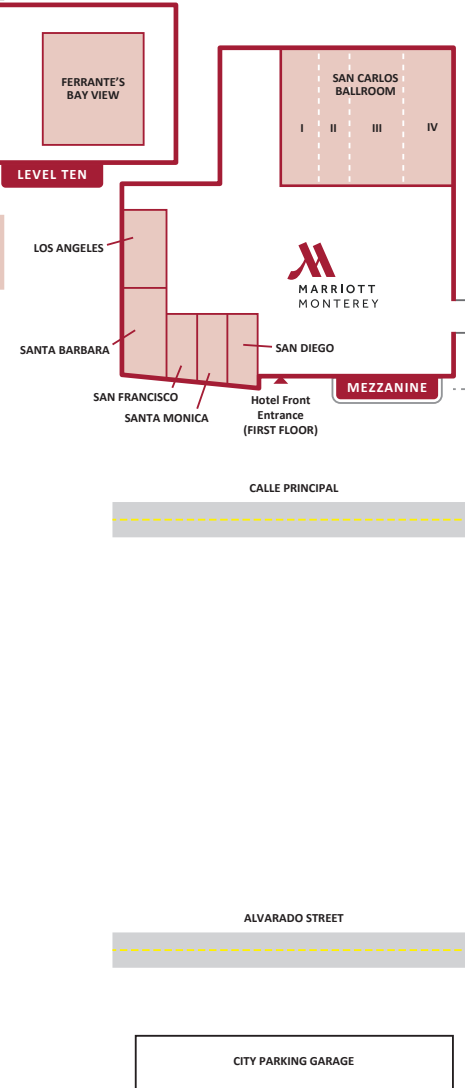 FERRANTE’S
BAY VIEW
LEVEL TEN
SAN CARLOS
BALLROOM
I II III IV
LOS ANGELES
MARRIOTT
MONTEREY
SANTA BARBARA
SAN DIEGO
SAN FRANCISCO
SANTA MONICA
Hotel Front
Entrance
(FIRST FLOOR)
MEZZANINE
CALLE PRINCIPAL
ALVARADO STREET
CITY PARKING GARAGE